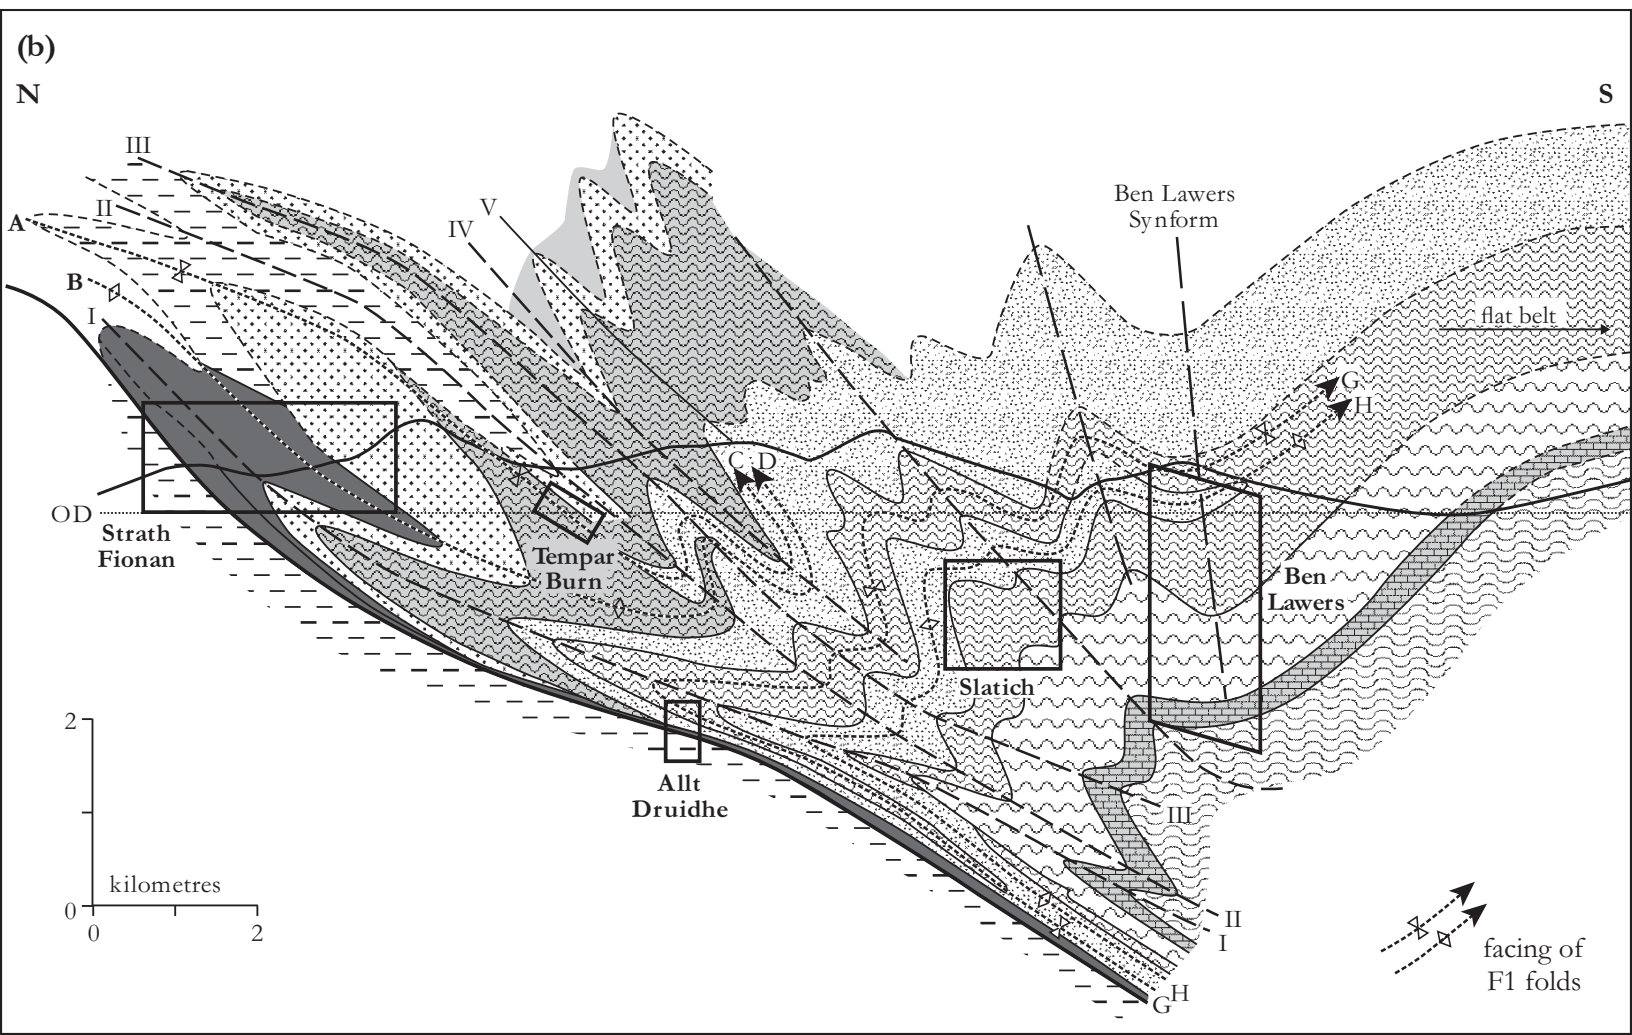 (b)
N
S
III
II
A
B
I
IV
V
Ben Lawers
Synform
flat belt
G
H
C
D
OD
Strath
Fionan
Tempar
Burn
Ben
Lawers
Slatich
Allt
Druidhe
2
0
kilometres
0
2
III
II
I
H
G
facing of
F1 folds